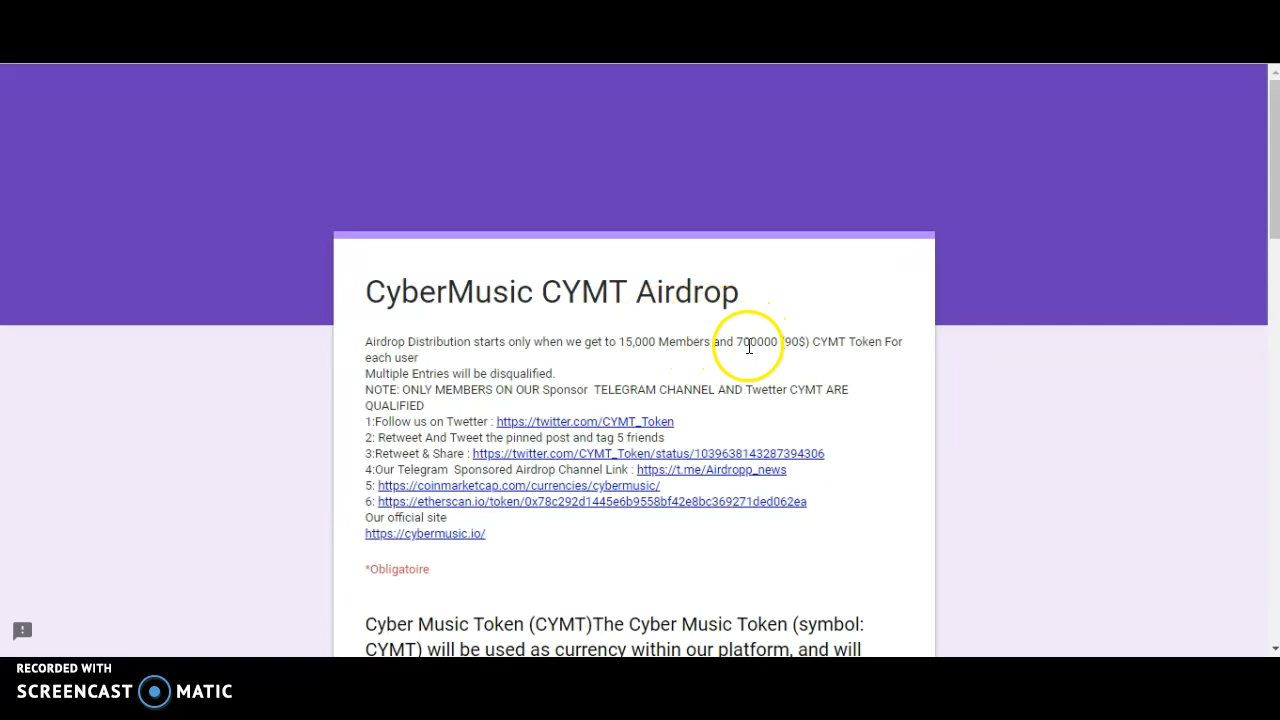 CyberMusic CYMT Airdrop
Airdrop Distribution starts only when we get to 15,000 Members and 700000 (90$) CYMT Token For
each user
Multiple Entries will be disqualified.
NOTE: ONLY MEMBERS ON OUR Sponsor  TELEGRAM CHANNEL AND Twetter CYMT ARE
QUALIFIED
1:Follow us on Twetter : https://twitter.com/CYMT_Token
2: Retweet And Tweet the pinned post and tag 5 friends
3:Retweet & Share : https://twitter.com/CYMT_Token/status/1039638143287394306
4:Our Telegram  Sponsored Airdrop Channel Link : https://t.me/Airdropp_news
5: https://coinmarketcap.com/currencies/cybermusic/
6: https://etherscan.io/token/0x78c292d1445e6b9558bf42e8bc369271ded062ea
Our official site
https://cybermusic.io/
*Obligatoire
Cyber Music Token (CYMT)The Cyber Music Token (symbol:
CYMT) will be used as currency within our platform, and will
RECORDED WITH
SCREENCAST MATIC